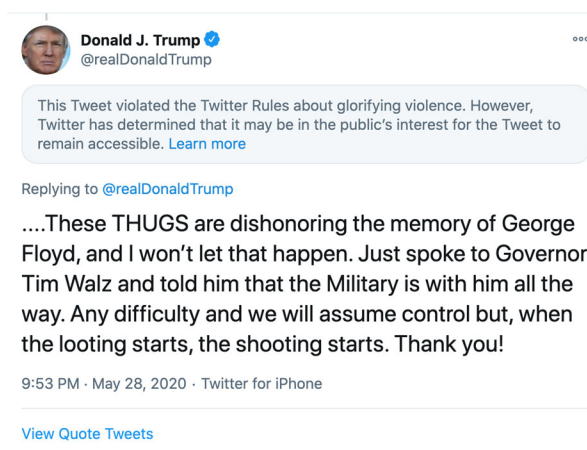 Donald J. Trump
@realDonaldTrump
This Tweet violated the Twitter Rules about glorifying violence. However,
Twitter has determined that it may be in the public's interest for the Tweet to
remain accessible. Learn more
Replying to @realDonaldTrump
....These THUGS are dishonoring the memory of George
Floyd, and I won't let that happen. Just spoke to Governor
Tim Walz and told him that the Military is with him all the
way. Any difficulty and we will assume control but, when
the looting starts, the shooting starts. Thank you!
9:53 PM · May 28, 2020 · Twitter for iPhone
View Quote Tweets